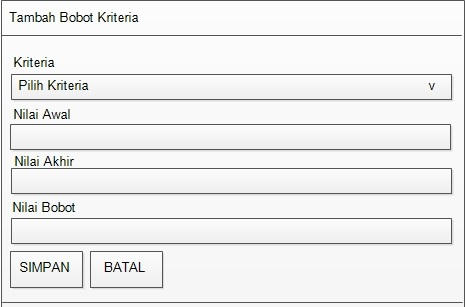 Tambah Bobot Kriteria
Kriteria
Pilih Kriteria v
Nilai Awal
Nilai Akhir
Nilai Bobot
SIMPAN BATAL